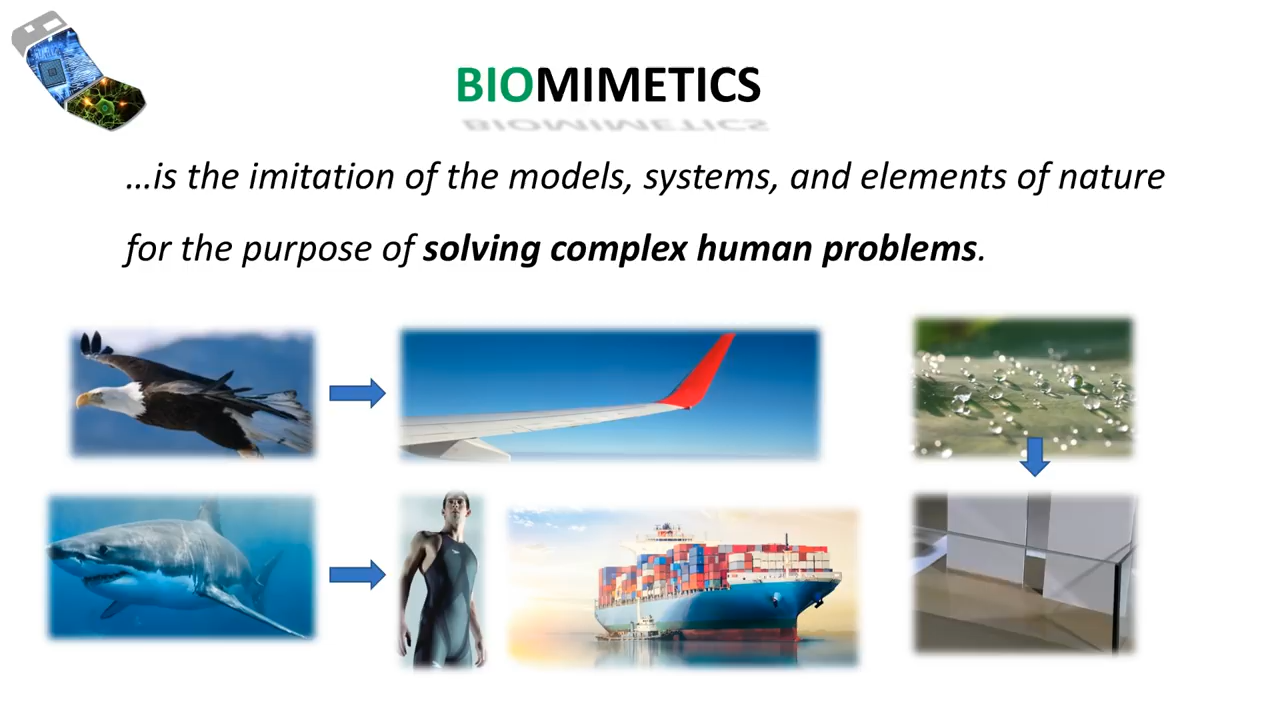 BIOMIMETICS
…is the imitation of the models, systems, and elements of nature
for the purpose of solving complex human problems.